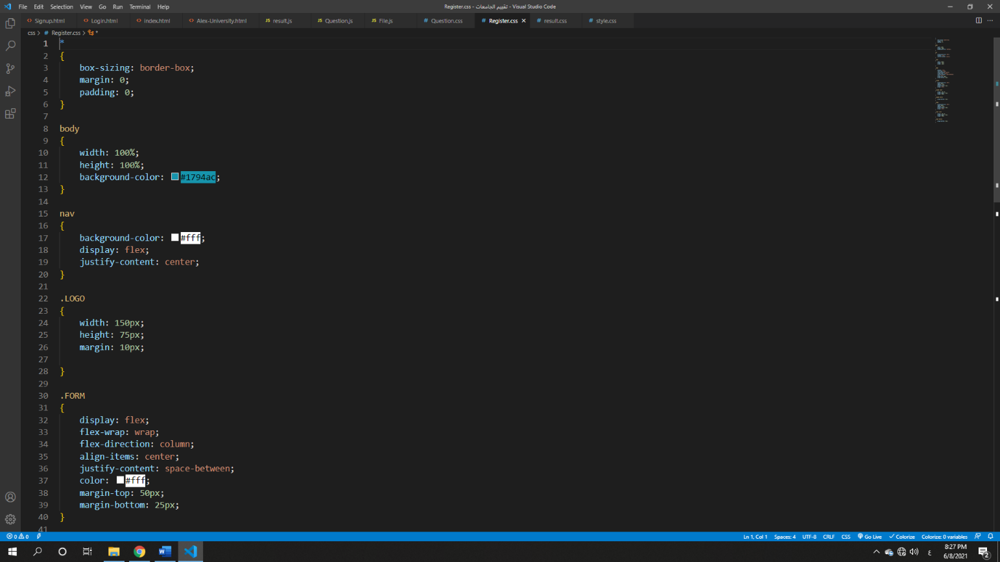 File Edit Selection View Go Run Terminal Help
Register.css - تقييم الجامعات - Visual Studio Code
Signup.html Login.html index.html Alex-University.html result.js Question.js File.js Question.css Register.css result.css style.css
css > # Register.css > *
1 *
2 {
3 box-sizing: border-box;
4 margin: 0;
5 padding: 0;
6 }
7
8 body
9 {
10 width: 100%;
11 height: 100%;
12 background-color: #1794ac;
13 }
14
15 nav
16 {
17 background-color: #fff;
18 display: flex;
19 justify-content: center;
20 }
21
22 .LOGO
23 {
24 width: 150px;
25 height: 75px;
26 margin: 10px;
27
28 }
29
30 .FORM
31 {
32 display: flex;
33 flex-wrap: wrap;
34 flex-direction: column;
35 align-items: center;
36 justify-content: space-between;
37 color: #fff;
38 margin-top: 50px;
39 margin-bottom: 25px;
40 }
41
0 0 Ln 1, Col 1 Spaces: 4 UTF-8 CRLF CSS Go Live Colorize Colorize: 0 variables
ع 8:27 PM
6/8/2021 2